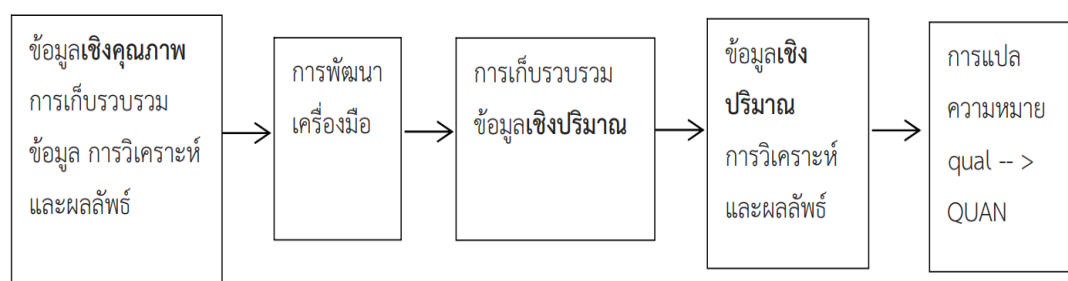 ข้อมูลเชิงคุณภาพ
การเก็บรวบรวม
ข้อมูล การวิเคราะห์
และผลลัพธ์
การพัฒนา
เครื่องมือ
การเก็บรวบรวม
ข้อมูลเชิงปริมาณ
ข้อมูลเชิง
ปริมาณ
การวิเคราะห์
และผลลัพธ์
การแปล
ความหมาย
qual -- >
QUAN